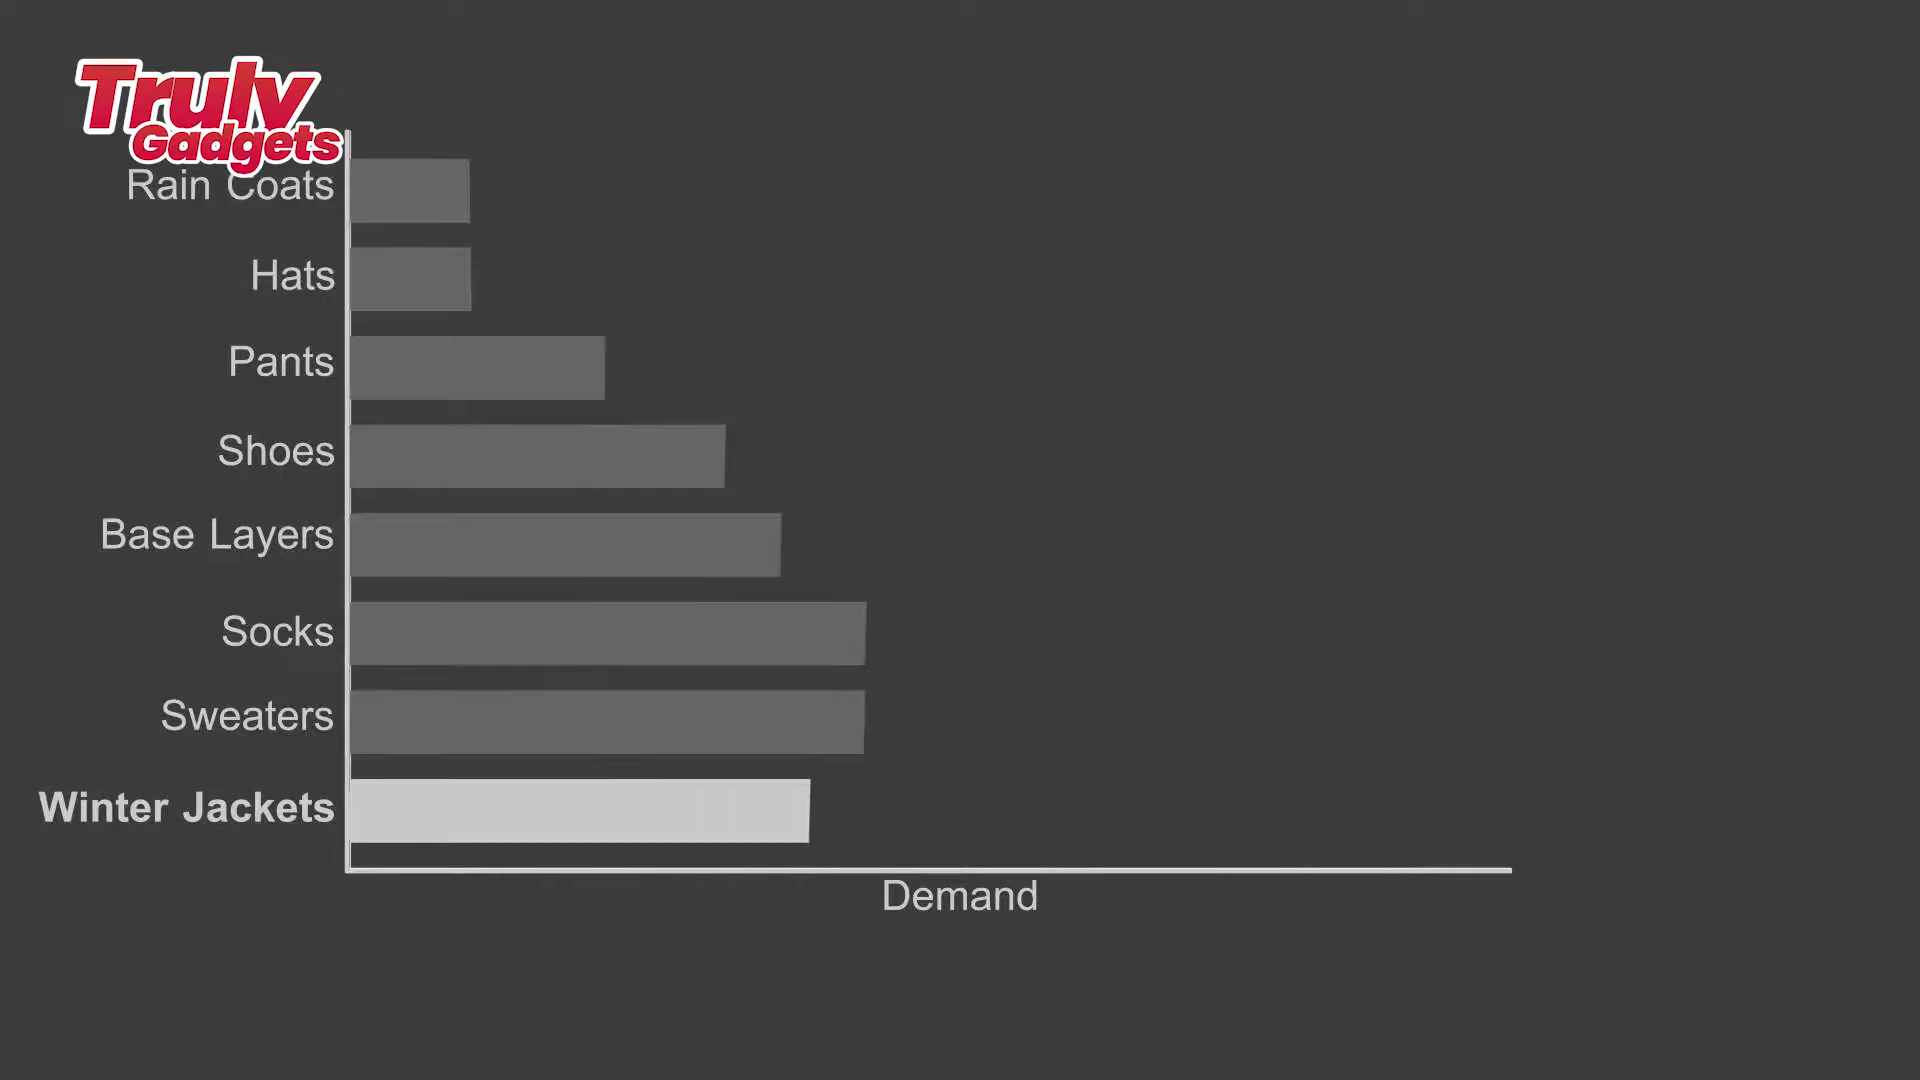 Truly
Gadgets
Rain Coats
Hats
Pants
Shoes
Base Layers
Socks
Sweaters
Winter Jackets
Demand